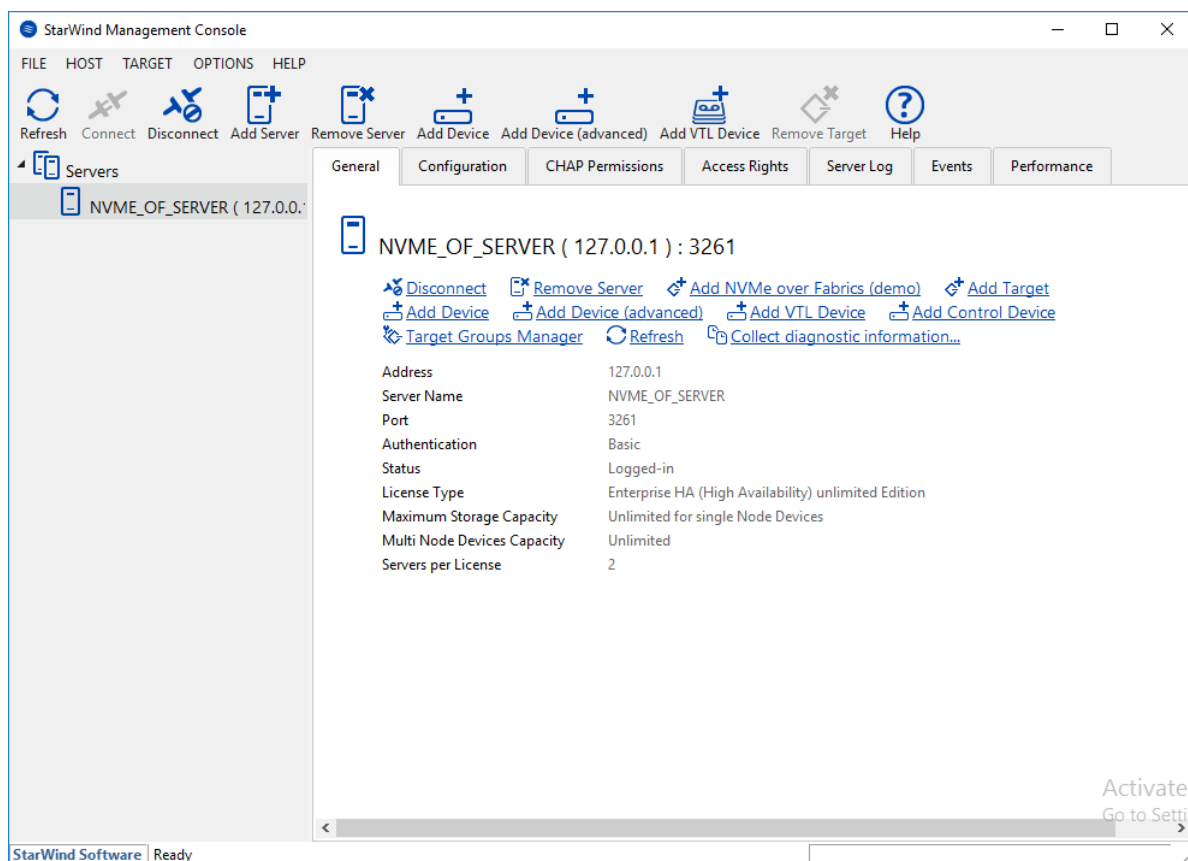 StarWind Management Console
FILE HOST TARGET OPTIONS HELP
Refresh Connect Disconnect Add Server Remove Server Add Device Add Device (advanced) Add VTL Device Remove Target Help
Servers
NVME_OF_SERVER ( 127.0.0.
General Configuration CHAP Permissions Access Rights Server Log Events Performance
NVME_OF_SERVER ( 127.0.0.1 ) : 3261
Disconnect Remove Server Add NVMe over Fabrics (demo) Add Target
Add Device Add Device (advanced) Add VTL Device Add Control Device
Target Groups Manager Refresh Collect diagnostic information...
Address 127.0.0.1
Server Name NVME_OF_SERVER
Port 3261
Authentication Basic
Status Logged-in
License Type Enterprise HA (High Availability) unlimited Edition
Maximum Storage Capacity Unlimited for single Node Devices
Multi Node Devices Capacity Unlimited
Servers per License 2
Activate
Go to Setti
StarWind Software Ready